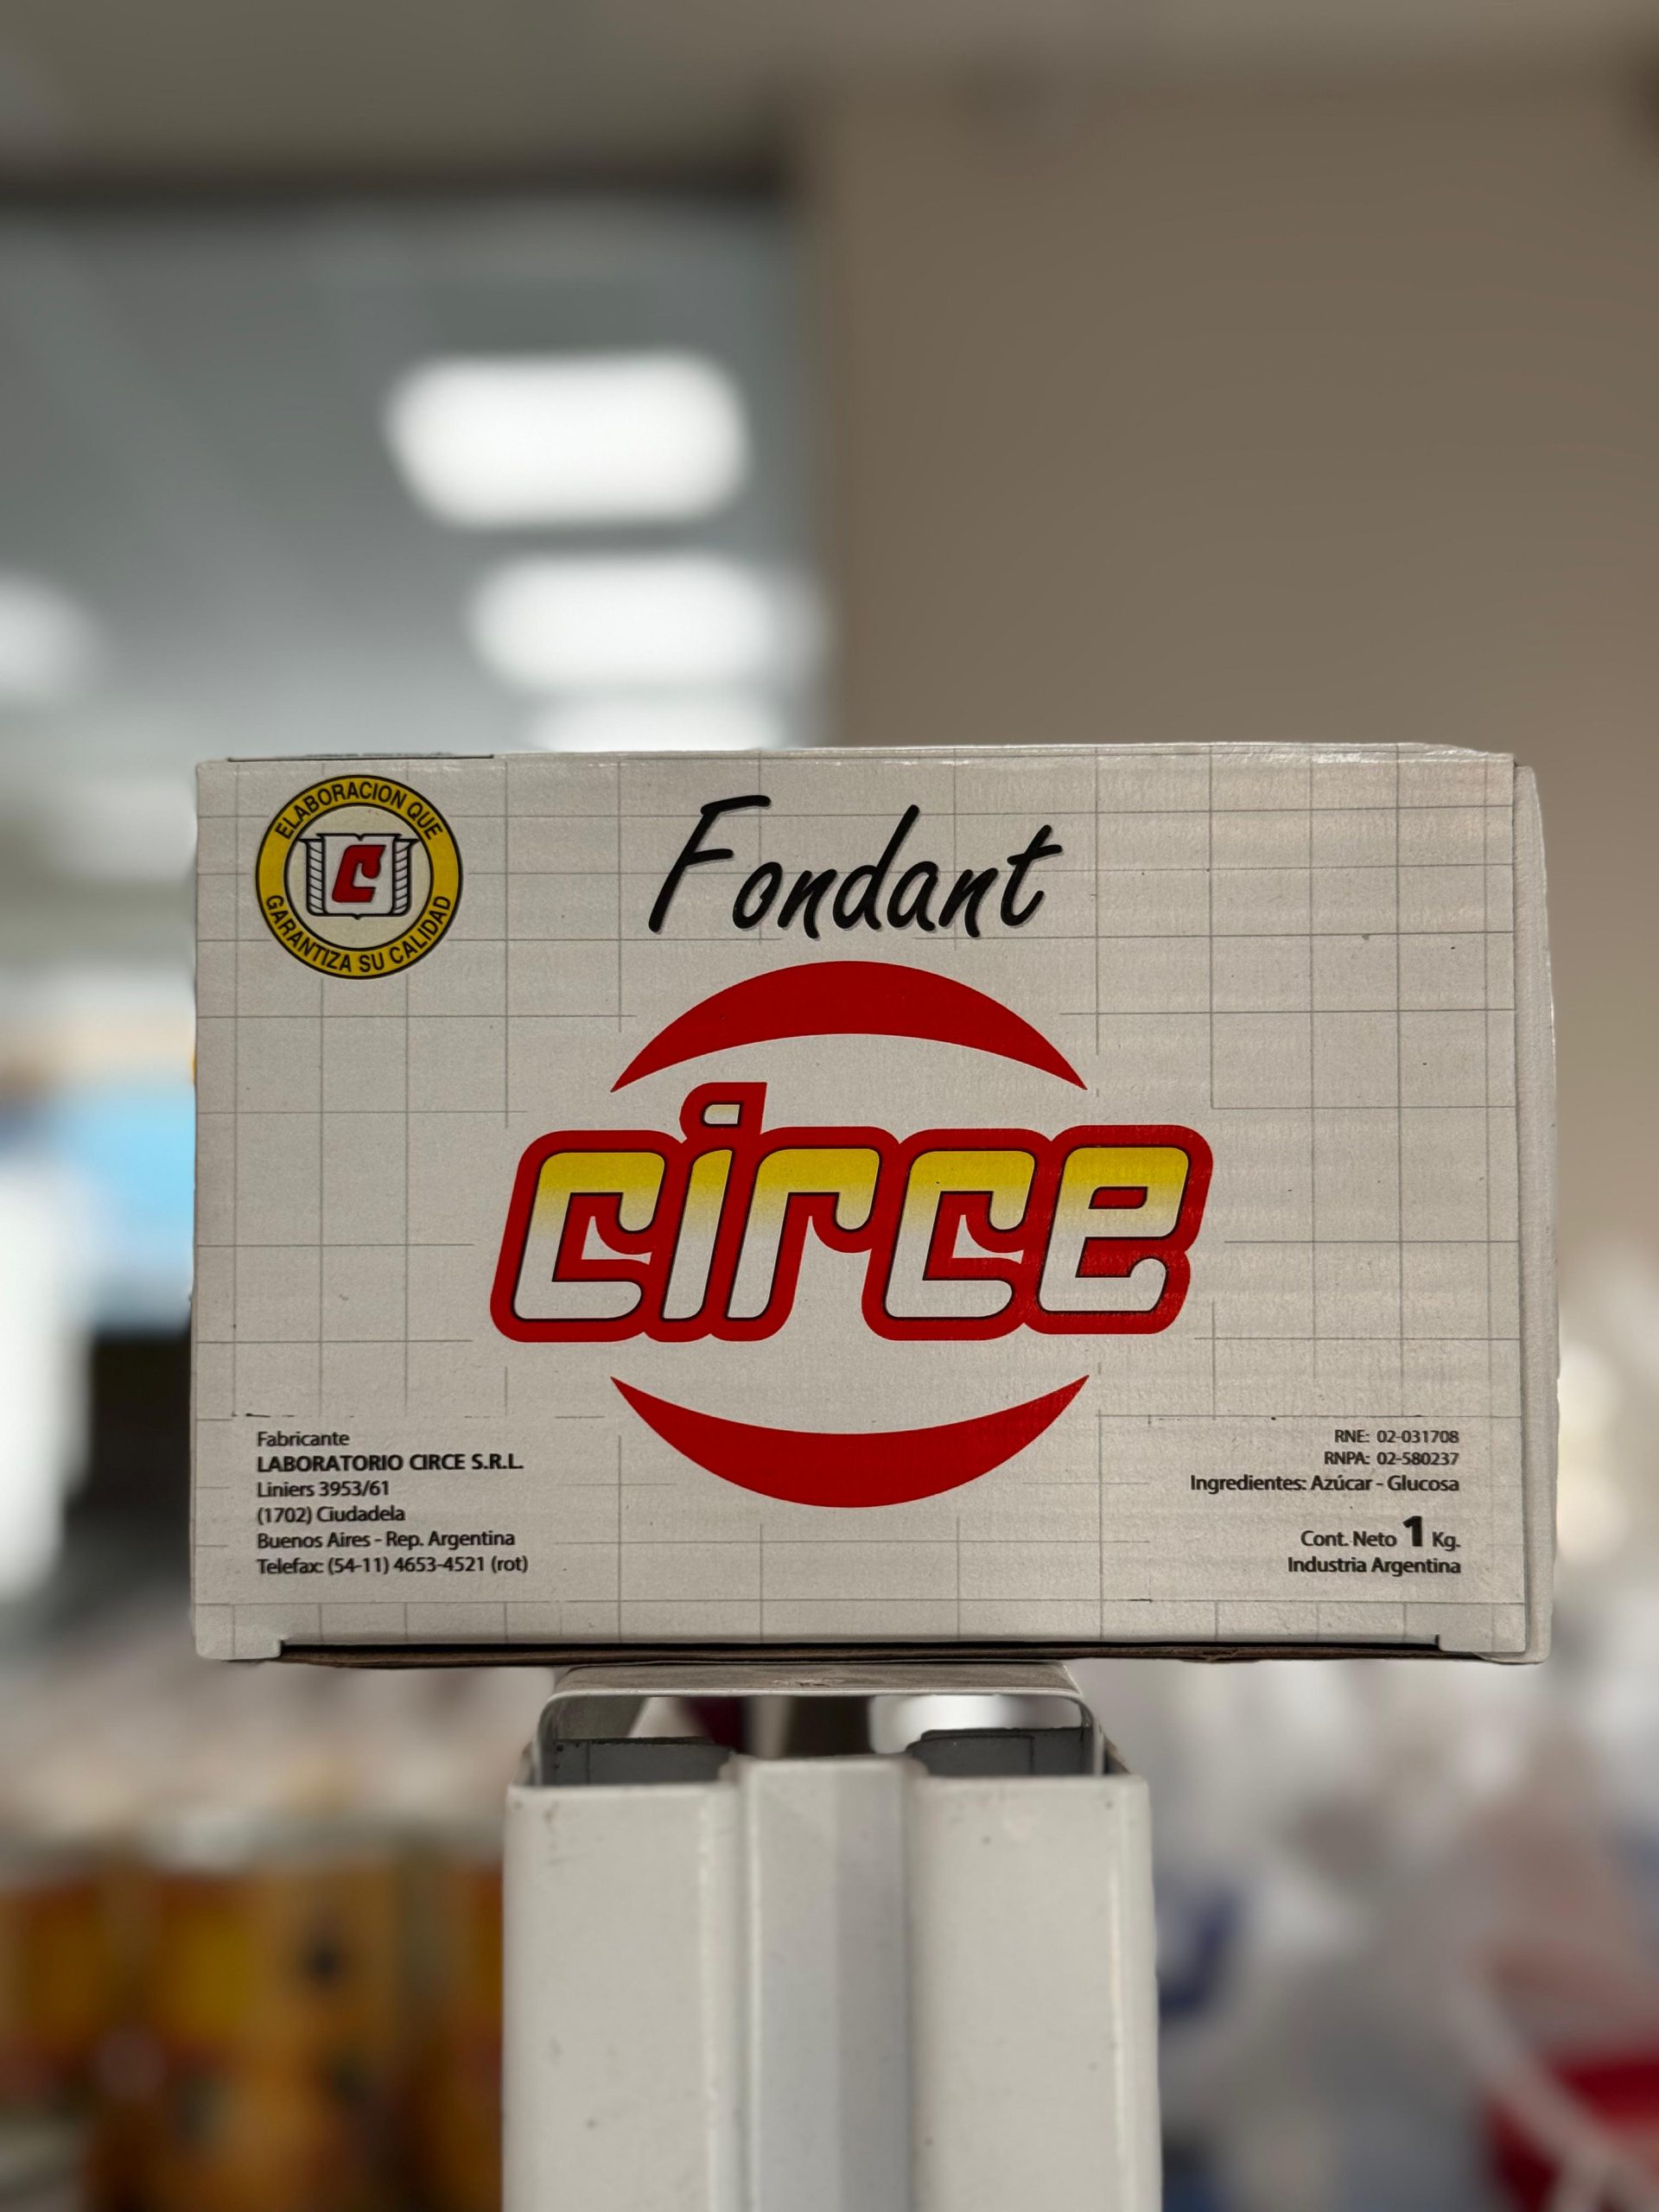 ELABORACION QUE
GARANTIZA SU CALIDAD
C
Fondant
circe
Fabricante
LABORATORIO CIRCE S.R.L.
Liniers 3953/61
(1702) Ciudadela
Buenos Aires - Rep. Argentina
Telefax: (54-11) 4653-4521 (rot)
RNE: 02-031708
RNPA: 02-580237
Ingredientes: Azúcar - Glucosa
Cont. Neto 1 Kg.
Industria Argentina